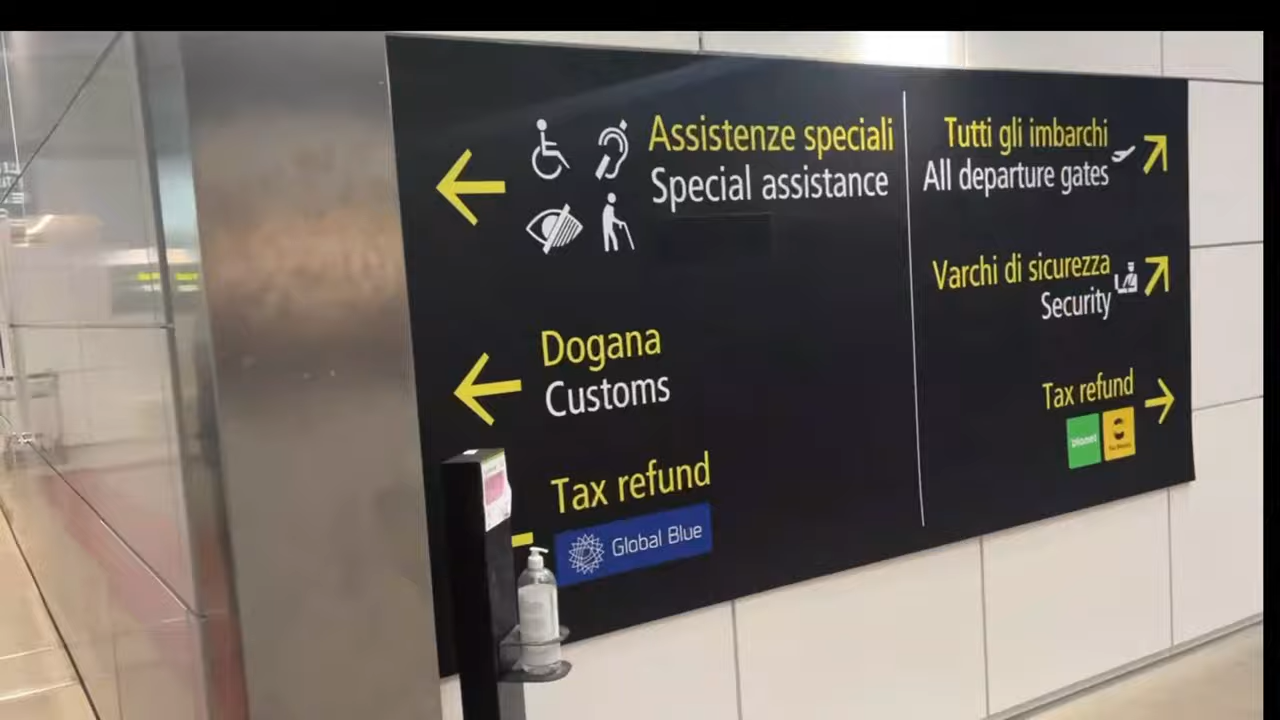 Assistenze speciali
Special assistance
Dogana
Customs
Tax refund
Global Blue
Tutti gli imbarchi
All departure gates
Varchi di sicurezza
Security
Tax refund